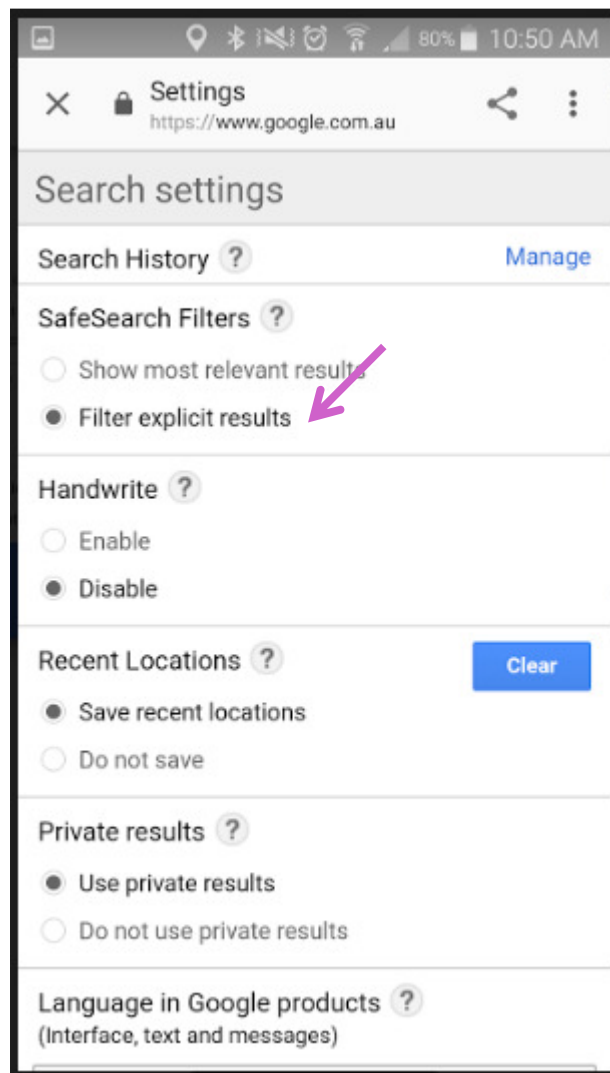 80% 10:50 AM
Settings
https://www.google.com.au
Search settings
Search History ? Manage
SafeSearch Filters ?
Show most relevant results
Filter explicit results
Handwrite ?
Enable
Disable
Recent Locations ? Clear
Save recent locations
Do not save
Private results ?
Use private results
Do not use private results
Language in Google products ?
(Interface, text and messages)